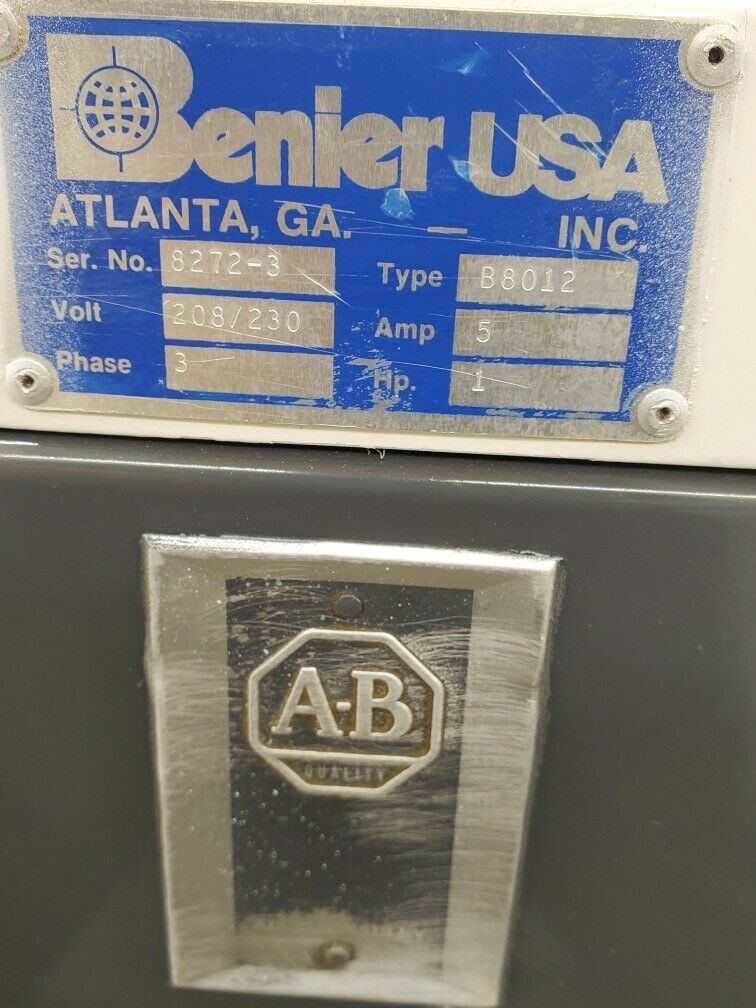 Benier USA
ATLANTA, GA. — INC.
Ser. No. 8272-3 Type B8012
Volt 208/230 Amp 5
Phase 3 Hp. 1
A-B
QUALITY